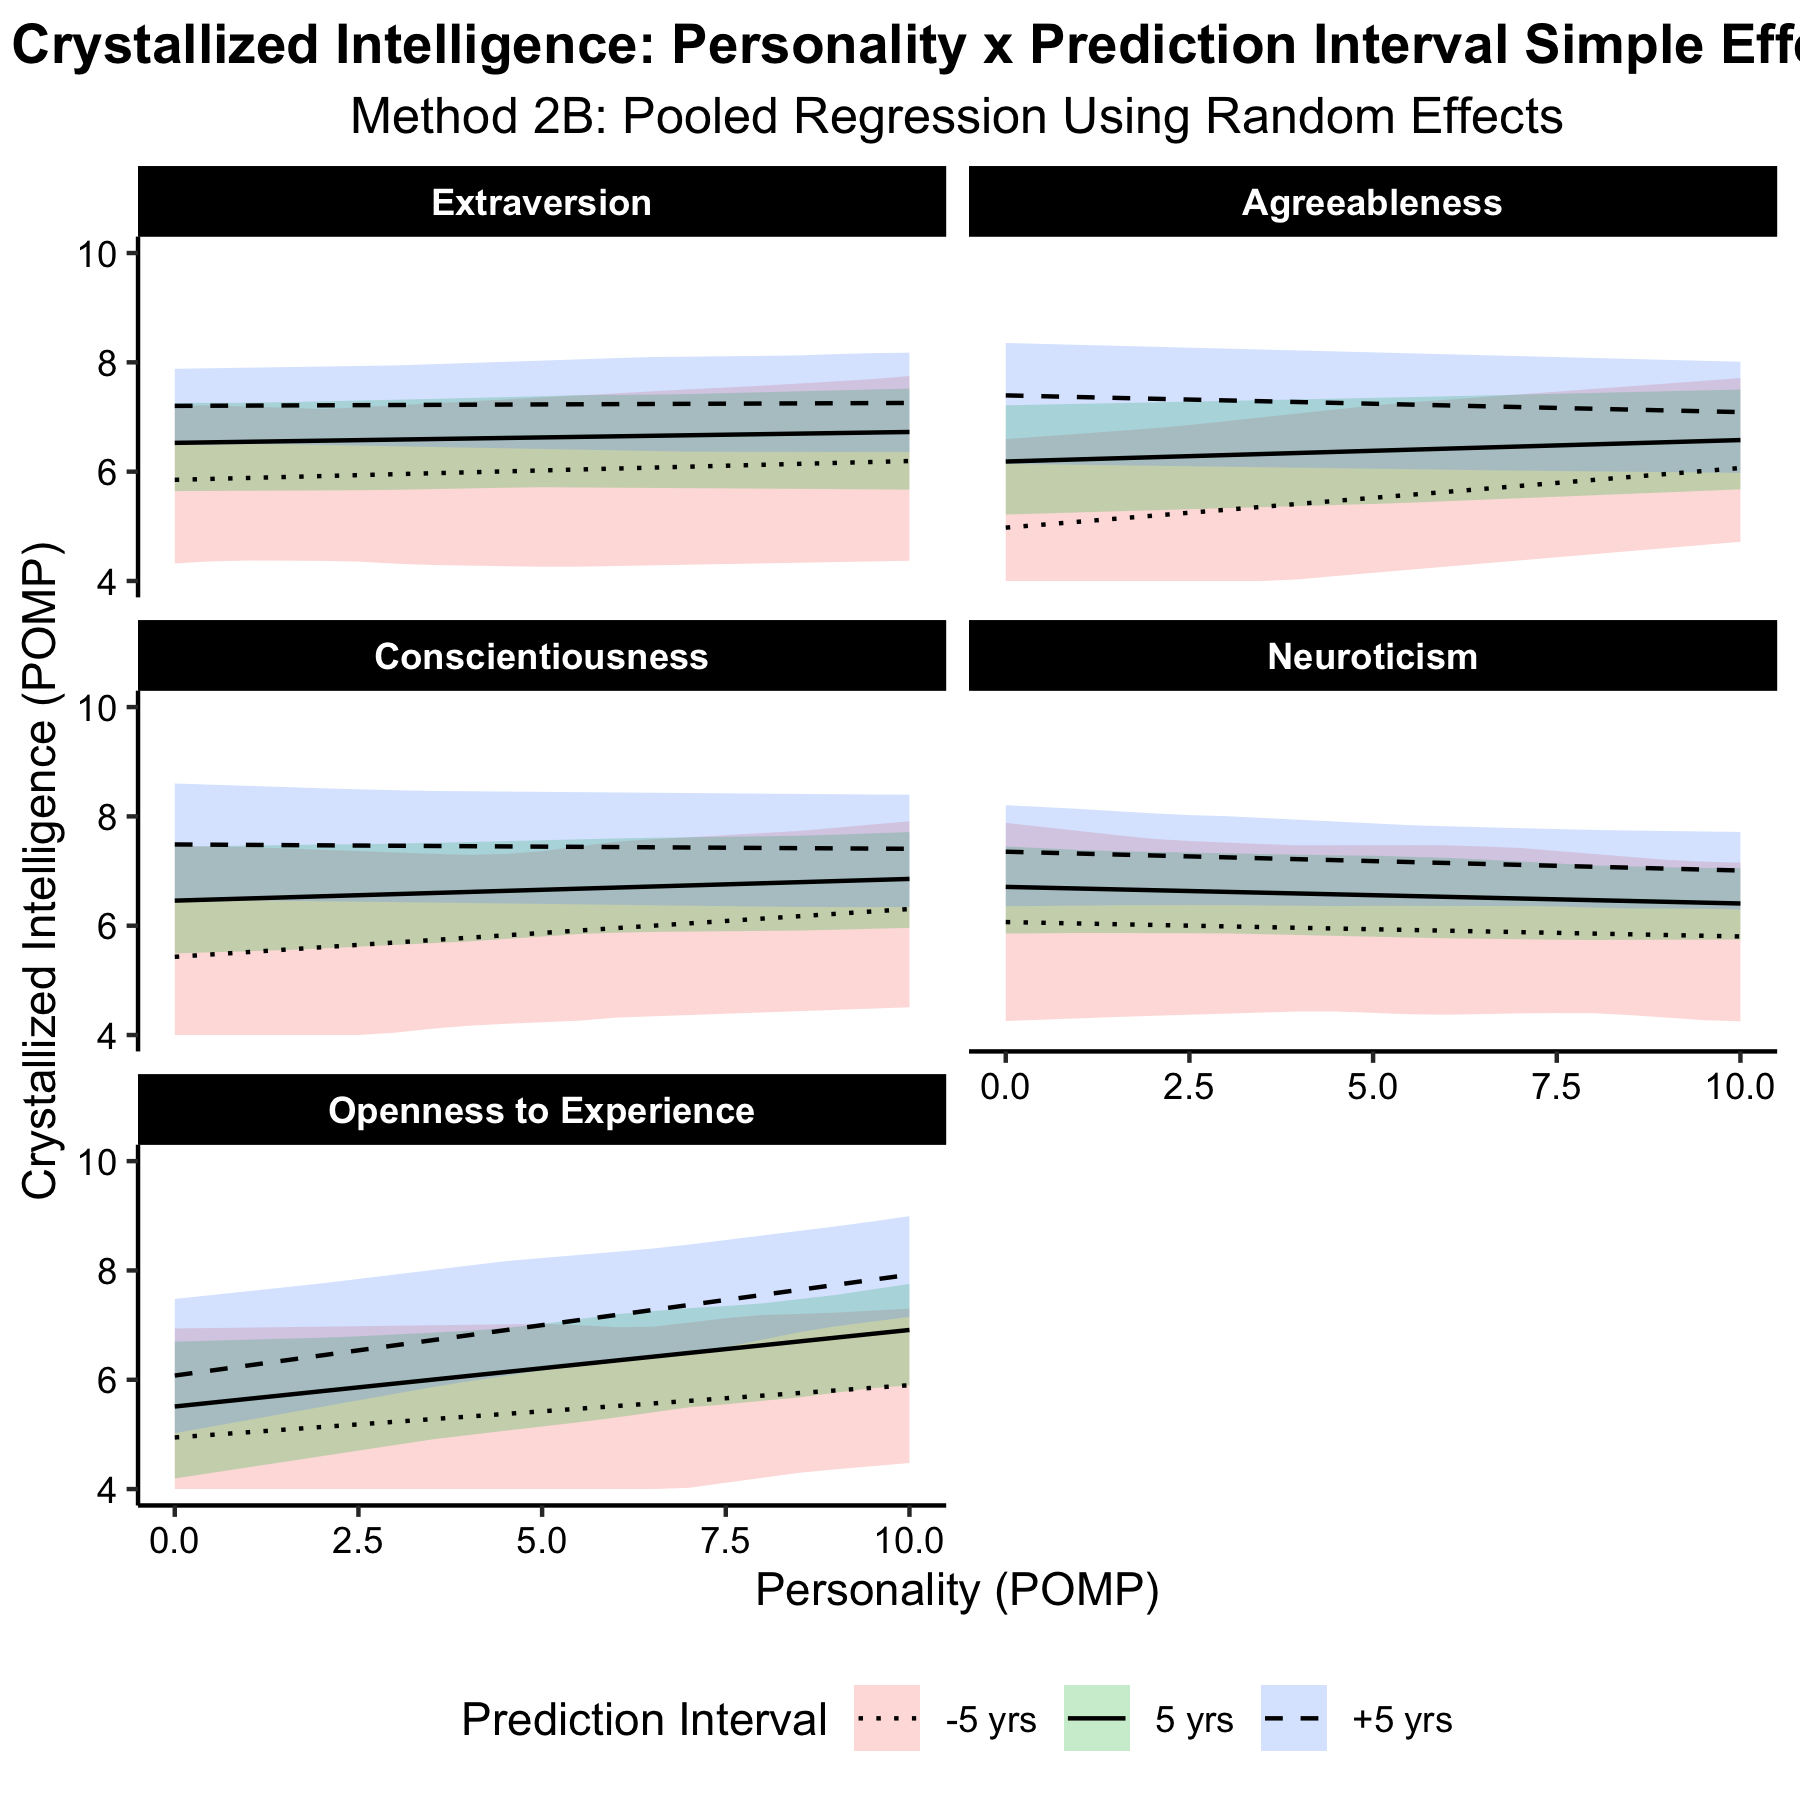 Crystallized Intelligence: Personality x Prediction Interval Simple Eff
Method 2B: Pooled Regression Using Random Effects
Extraversion
Agreeableness
10
8
6
4
Conscientiousness
Neuroticism
10
8
6
4
0.0 2.5 5.0 7.5 10.0
Openness to Experience
10
8
6
4
0.0 2.5 5.0 7.5 10.0
Crystallized Intelligence (POMP)
Personality (POMP)
Prediction Interval -5 yrs 5 yrs +5 yrs